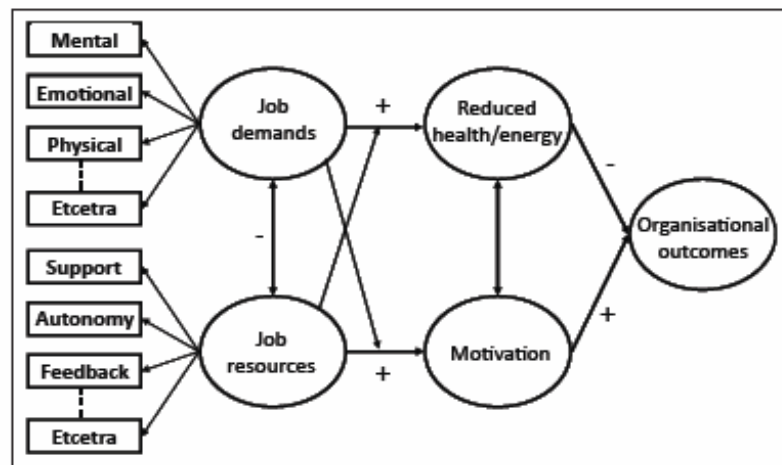 Mental
Emotional
Physical
Etcetra
Support
Autonomy
Feedback
Etcetra
Job
demands
-
Job
resources
+
+
Reduced
health/energy
Motivation
-
+
Organisational
outcomes